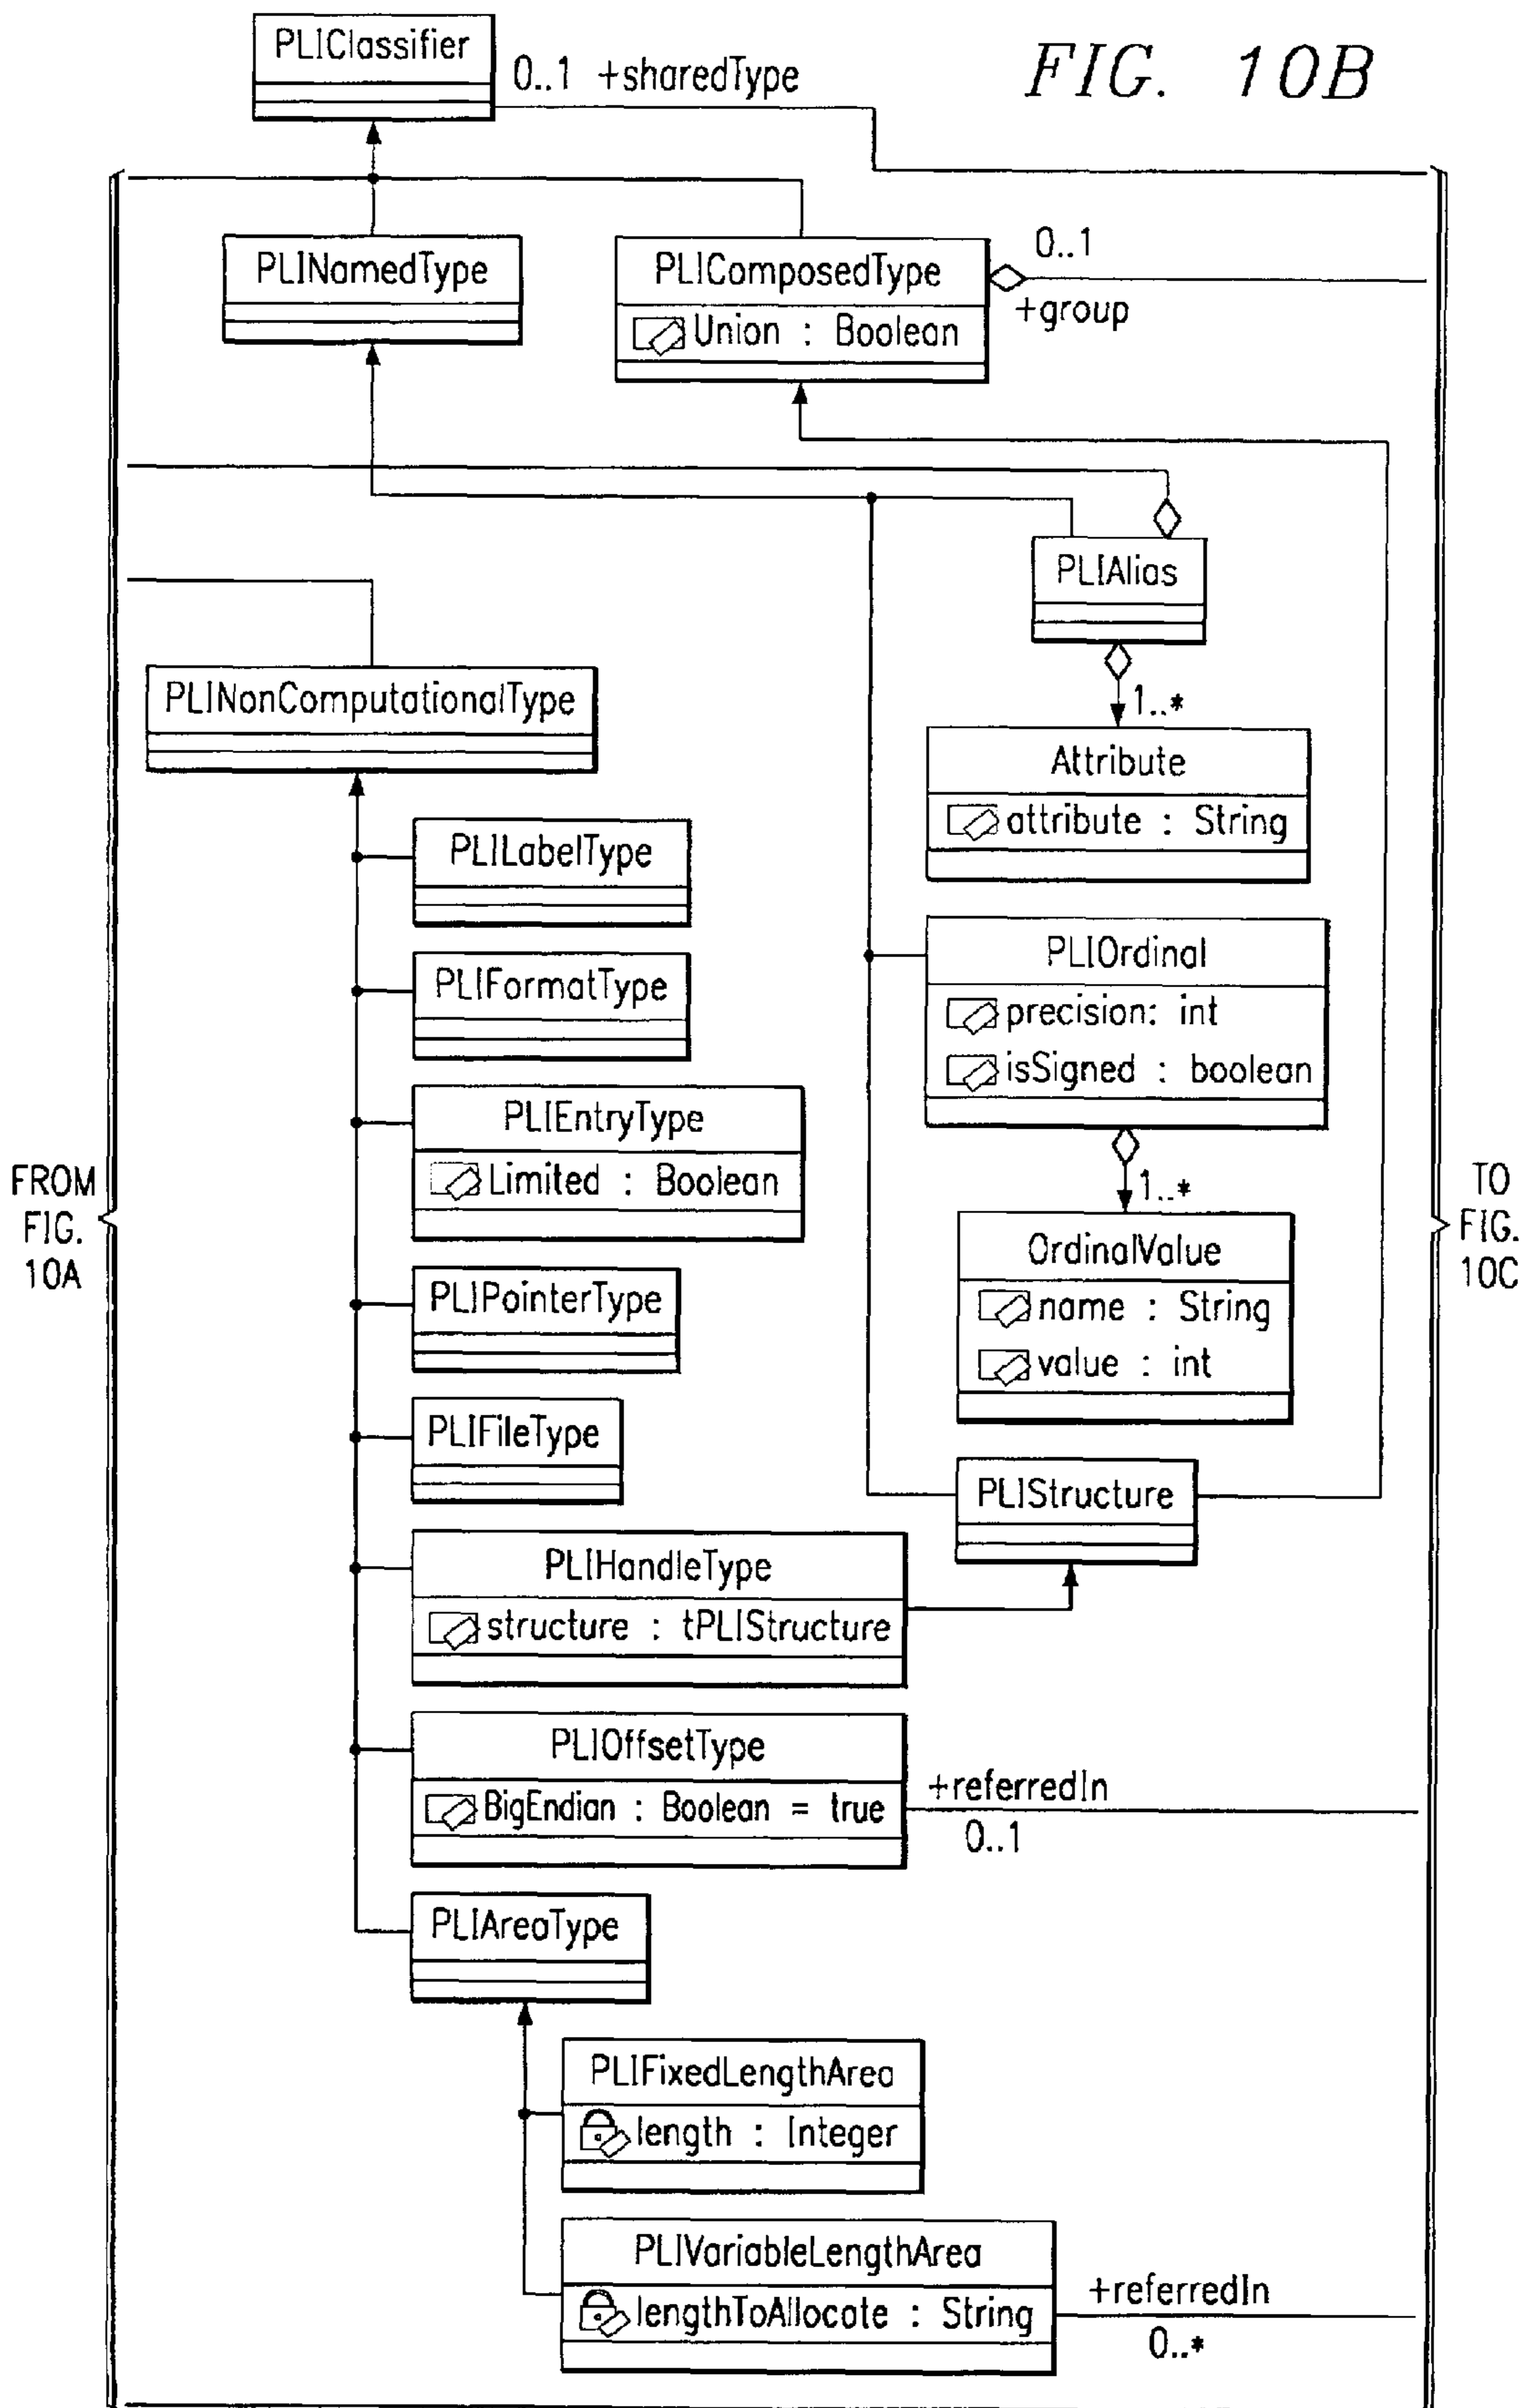 PLIClassifier
0..1 +sharedType
FIG. 10B
PLINamedType
PLIComposedType
Union : Boolean
0..1
+group
PLIAlias
1..*
PLINonComputationalType
Attribute
attribute : String
PLILabelType
PLIFormatType
PLIOrdinal
precision: int
isSigned : boolean
PLIEntryType
Limited : Boolean
1..*
FROM
FIG.
10A
TO
FIG.
10C
OrdinalValue
name : String
value : int
PLIPointerType
PLIFileType
PLIStructure
PLIHandleType
structure : tPLIStructure
PLIOffsetType
BigEndian : Boolean = true
+referredIn
0..1
PLIAreaType
PLIFixedLengthArea
length : Integer
PLIVariableLengthArea
lengthToAllocate : String
+referredIn
0..*